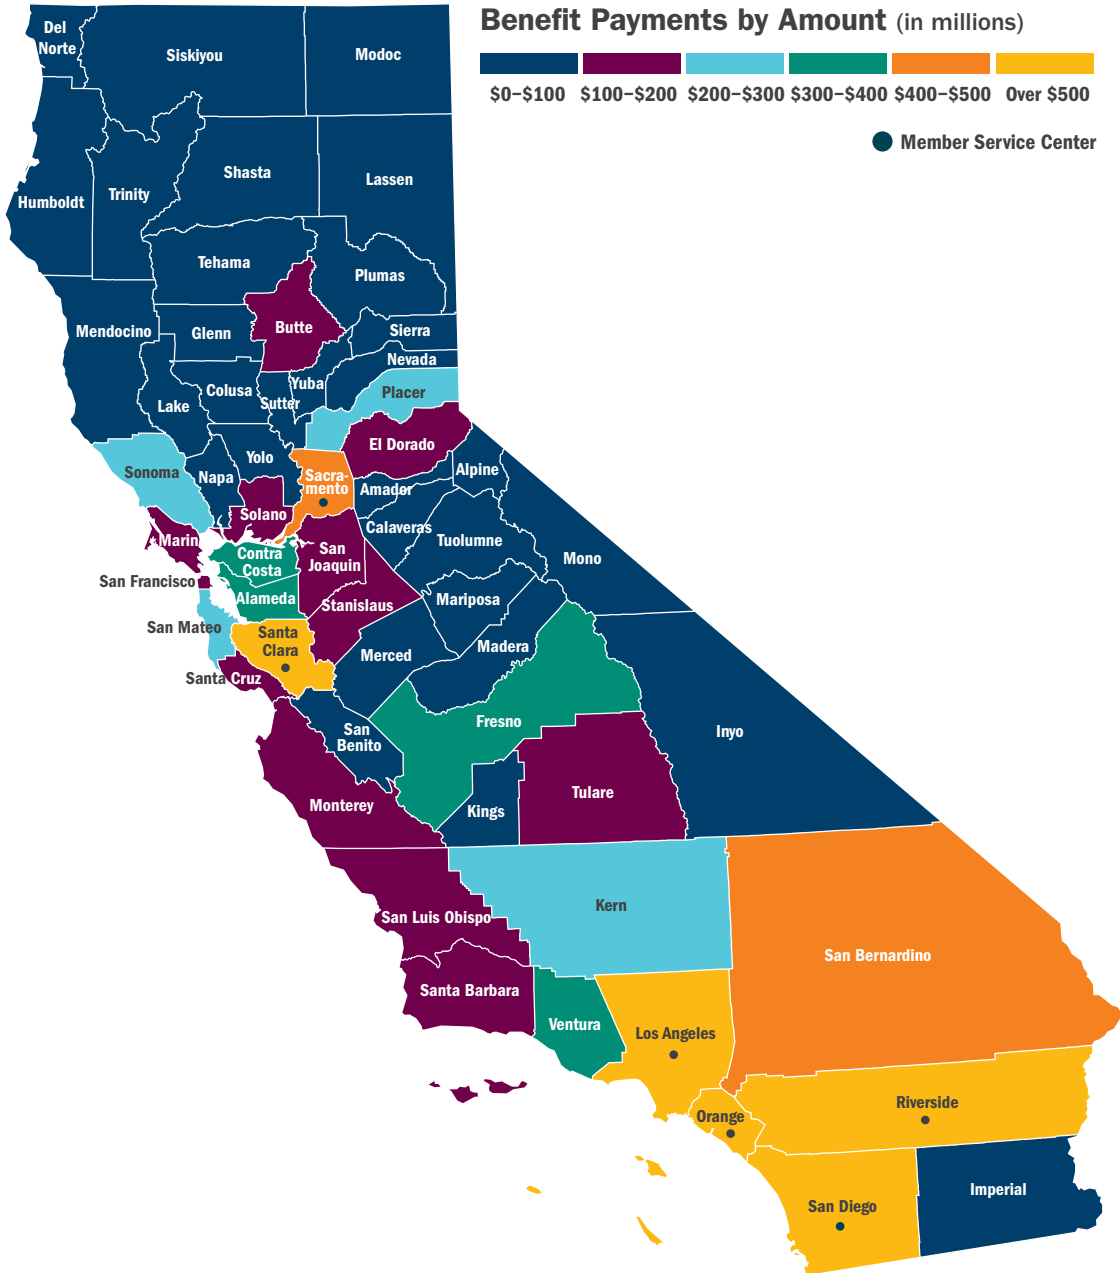 Benefit Payments by Amount (in millions)
$0–$100 $100–$200 $200–$300 $300–$400 $400–$500 Over $500
Member Service Center
Del
Norte
Siskiyou
Modoc
Humboldt
Trinity
Shasta
Lassen
Tehama
Plumas
Mendocino
Glenn
Butte
Sierra
Nevada
Colusa
Yuba
Sutter
Placer
Lake
El Dorado
Sonoma
Napa
Yolo
Sacra-
mento
Alpine
Amador
Solano
Marin
Calaveras
Tuolumne
Mono
Contra
Costa
San
Joaquin
San Francisco
Alameda
Stanislaus
Mariposa
San Mateo
Santa
Clara
Merced
Madera
Santa Cruz
Fresno
San
Benito
Inyo
Monterey
Kings
Tulare
San Luis Obispo
Kern
San Bernardino
Santa Barbara
Ventura
Los Angeles
Orange
Riverside
San Diego
Imperial